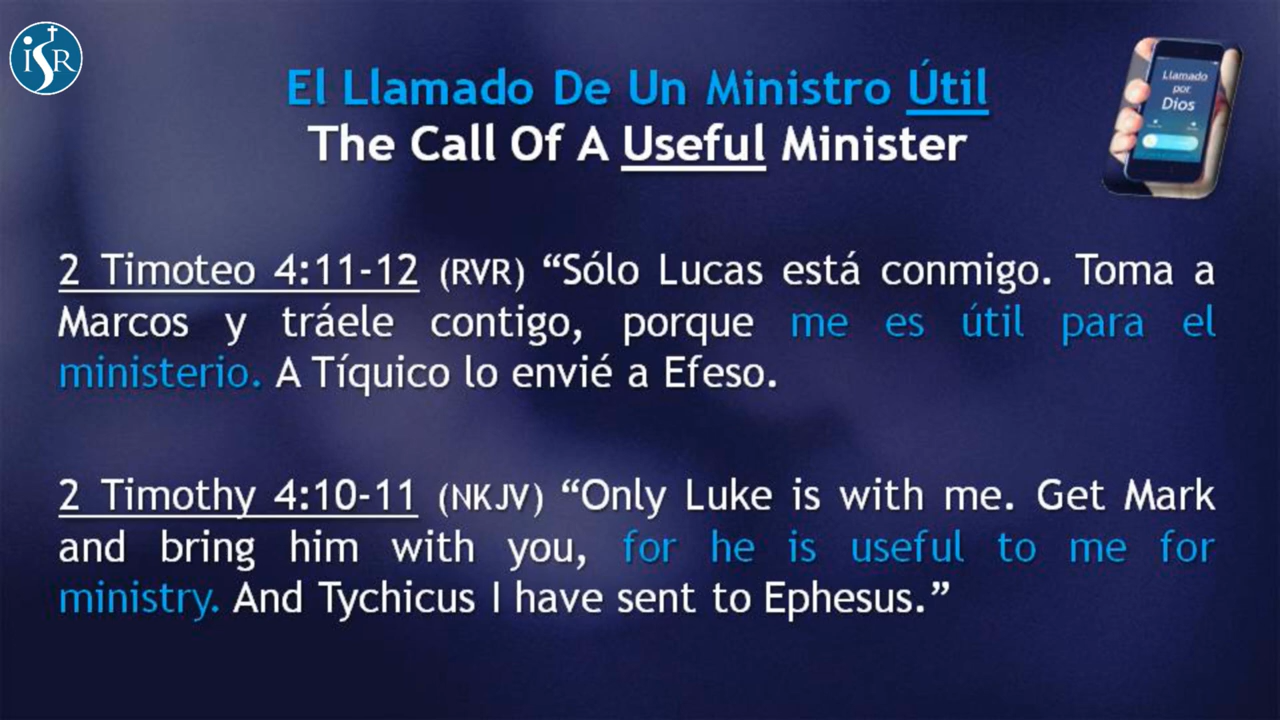 iSR
El Llamado De Un Ministro Útil
The Call Of A Useful Minister
Llamado
por
Dios
2 Timoteo 4:11-12 (RVR) “Sólo Lucas está conmigo. Toma a
Marcos y tráele contigo, porque me es útil para el
ministerio. A Tíquico lo envié a Efeso.
2 Timothy 4:10-11 (NKJV) “Only Luke is with me. Get Mark
and bring him with you, for he is useful to me for
ministry. And Tychicus I have sent to Ephesus.”